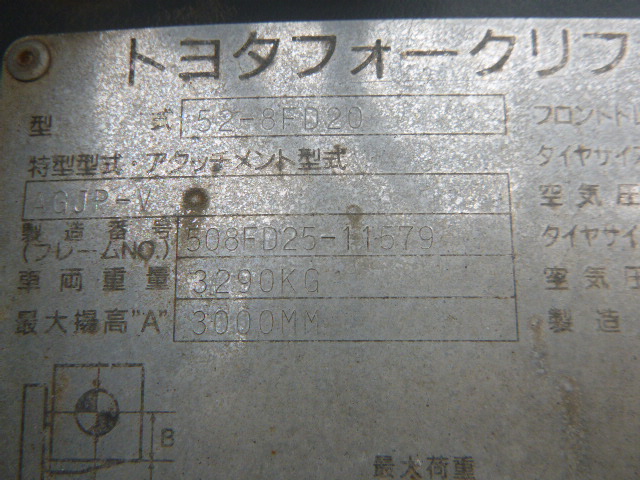 トヨタフォークリフ
型式 52-8FD20 フロントトレ
特型型式・アタッチメント型式 タイヤサイズ
GJP-V 空気圧
製造番号
(フレームNO.) 508FD25-11579 タイヤサイ
車両重量 3290KG 空気圧
最大揚高"A" 3000MM 製造
B
最大荷重